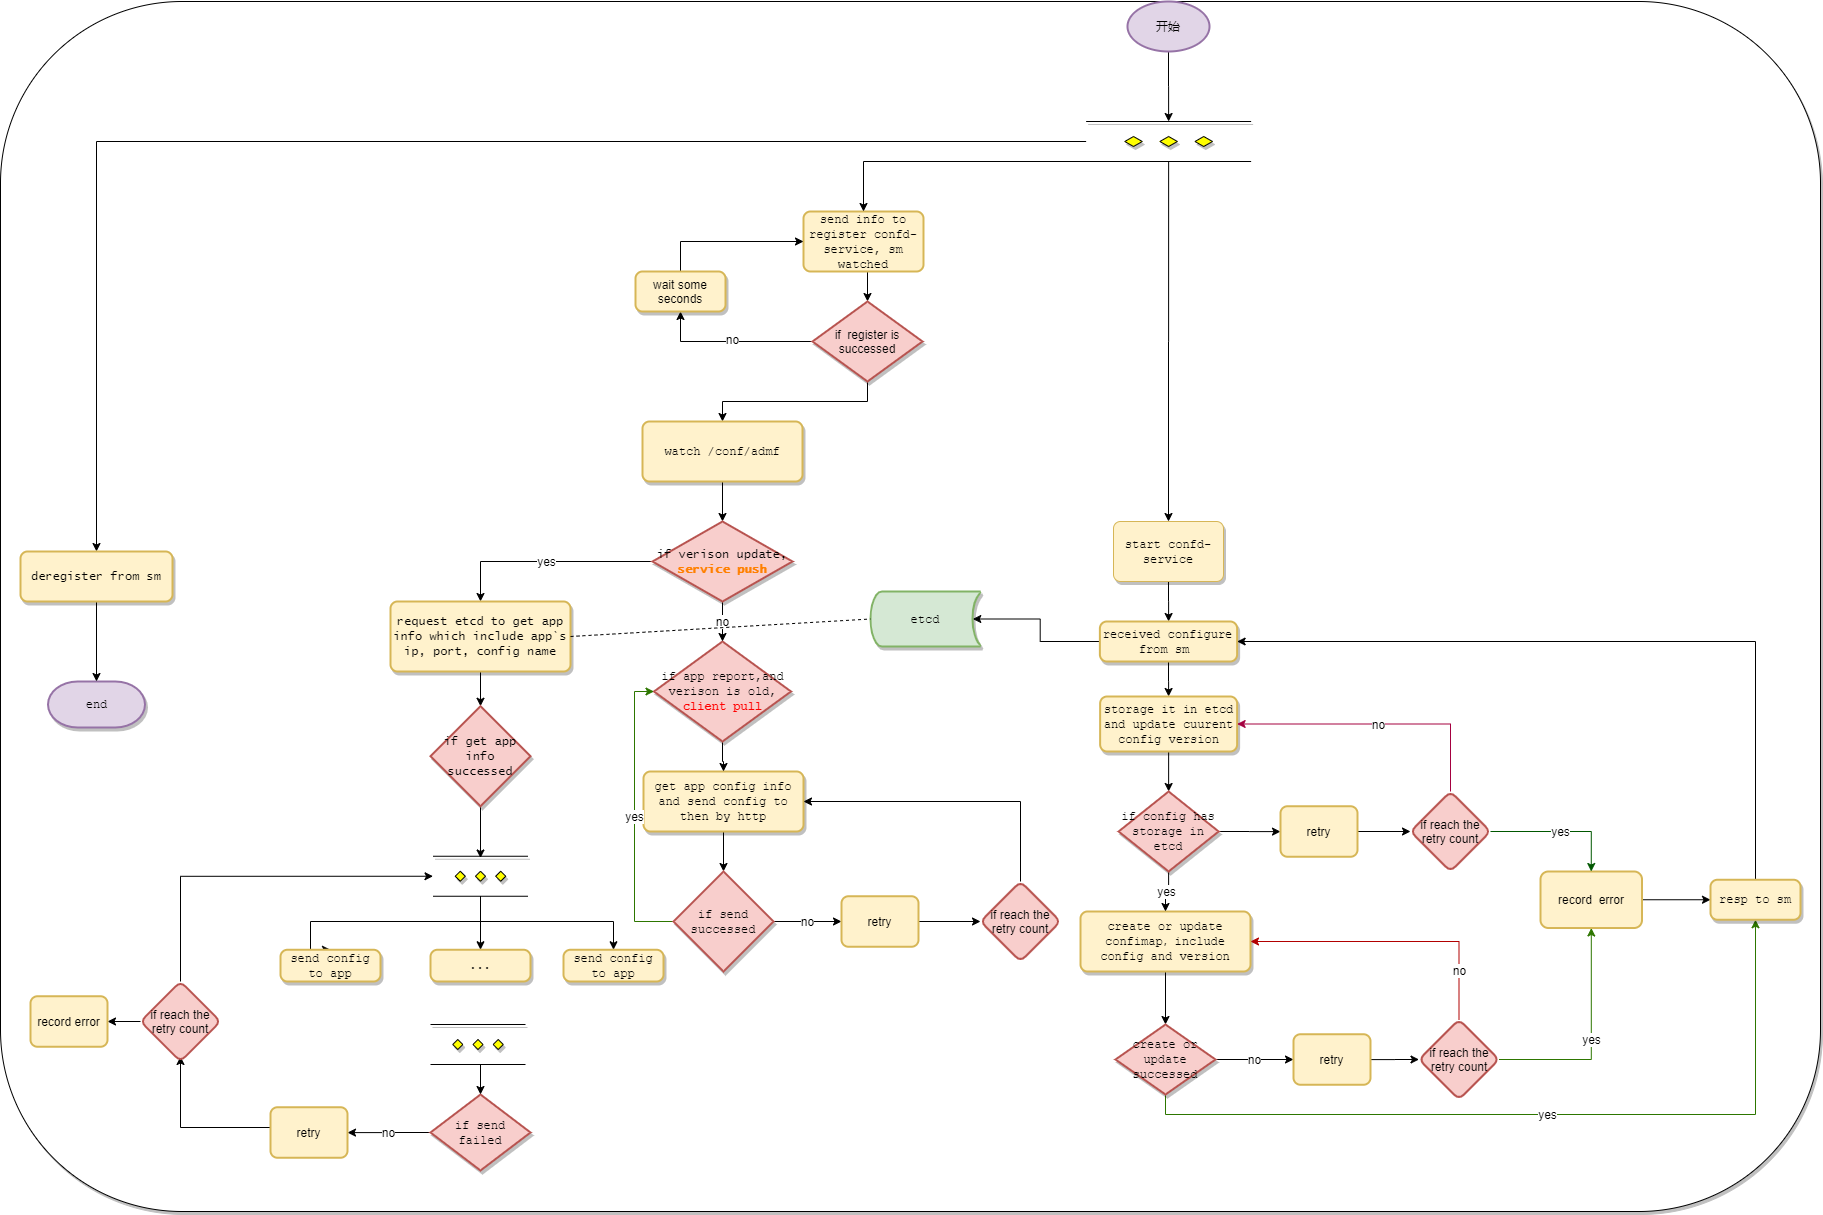 开始
send info to
register confd-
service, sm
watched
wait some
seconds
if  register is
successed
no
watch /conf/admf
if verison update,
service push
yes
no
start confd-
service
deregister from sm
end
request etcd to get app
info which include app`s
ip, port, config name
etcd
received configure
from sm
if app report,and
verison is old,
client pull
storage it in etcd
and update cuurent
config version
no
if get app
info
successed
get app config info
and send config to
then by http
yes
if config has
storage in
etcd
retry
if reach the
retry count
yes
yes
record  error
resp to sm
if send
successed
no
retry
if reach the
retry count
create or update
confimap, include
config and version
no
send config
to app
...
send config
to app
record error
if reach the
retry count
create or
update
successed
no
retry
if reach the
retry count
yes
yes
if send
failed
no
retry